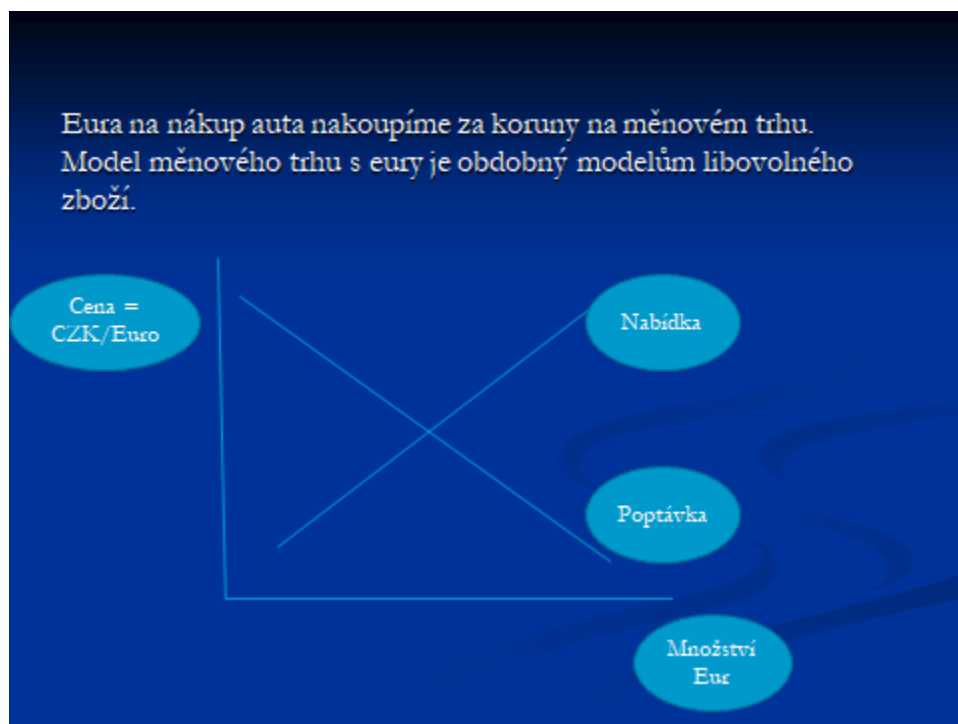 Eura na nákup auta nakoupíme za koruny na měnovém trhu.
Model měnového trhu s eury je obdobný modelům libovolného
zboží.
Cena =
CZK/Euro
Nabídka
Poptávka
Množství
Eur